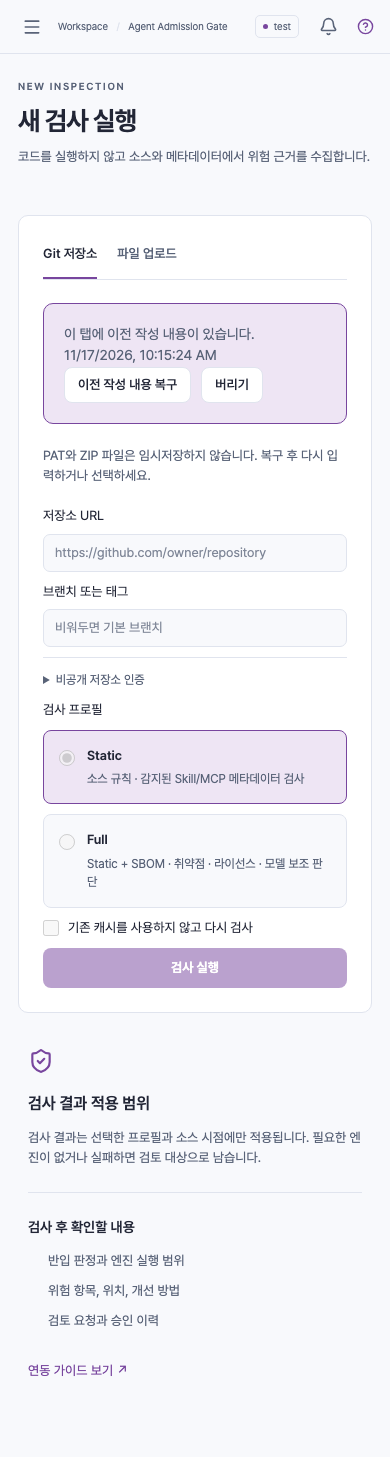 Workspace / Agent Admission Gate
test
NEW INSPECTION
새 검사 실행
코드를 실행하지 않고 소스와 메타데이터에서 위험 근거를 수집합니다.
Git 저장소 파일 업로드
이 탭에 이전 작성 내용이 있습니다.
11/17/2026, 10:15:24 AM
이전 작성 내용 복구 버리기
PAT와 ZIP 파일은 임시저장하지 않습니다. 복구 후 다시 입
력하거나 선택하세요.
저장소 URL
https://github.com/owner/repository
브랜치 또는 태그
비워두면 기본 브랜치
비공개 저장소 인증
검사 프로필
Static
소스 규칙 · 감지된 Skill/MCP 메타데이터 검사
Full
Static + SBOM · 취약점 · 라이선스 · 모델 보조 판
단
기존 캐시를 사용하지 않고 다시 검사
검사 실행
검사 결과 적용 범위
검사 결과는 선택한 프로필과 소스 시점에만 적용됩니다. 필요한 엔
진이 없거나 실패하면 검토 대상으로 남습니다.
검사 후 확인할 내용
반입 판정과 엔진 실행 범위
위험 항목, 위치, 개선 방법
검토 요청과 승인 이력
연동 가이드 보기 ↗